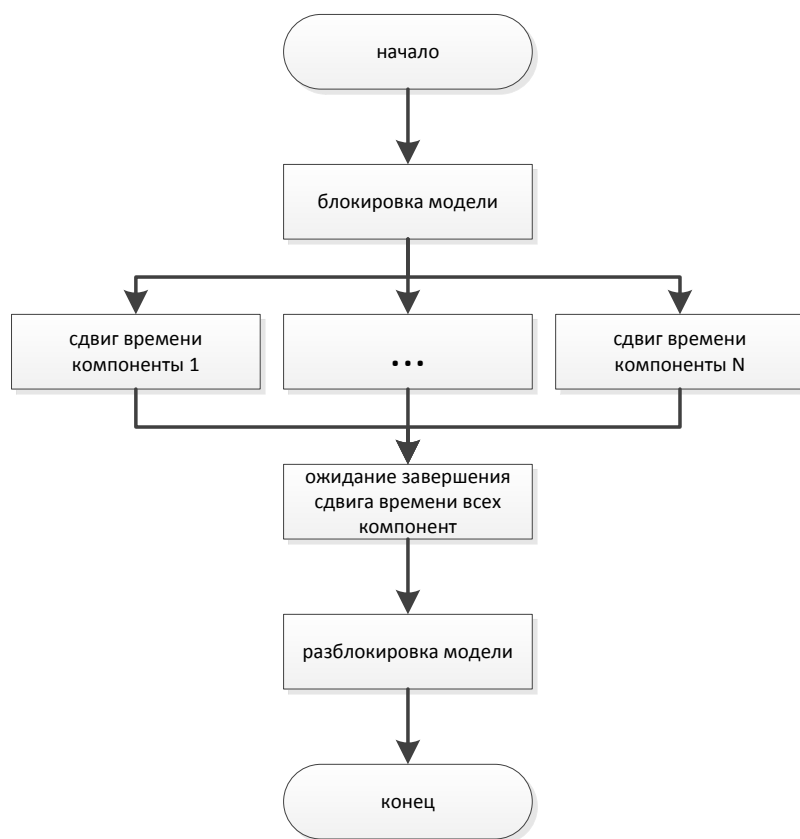 начало
блокировка модели
сдвиг времени
компоненты 1
...
сдвиг времени
компоненты N
ожидание завершения
сдвига времени всех
компонент
разблокировка модели
конец